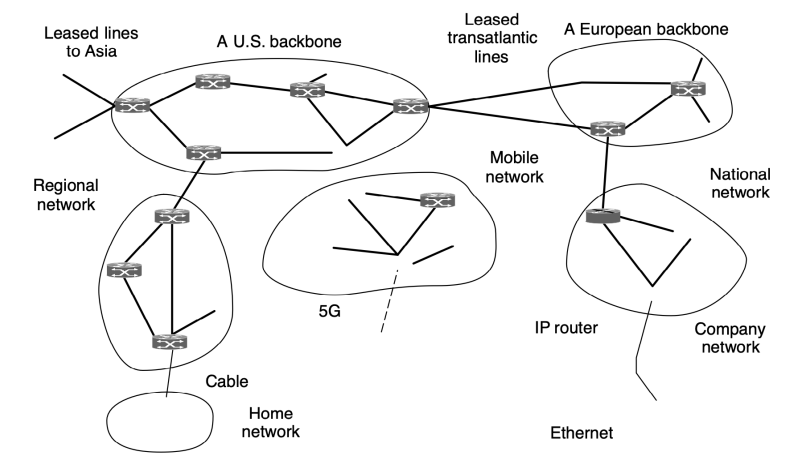 Leased lines
to Asia
A U.S. backbone
Leased
transatlantic
lines
A European backbone
Regional
network
Mobile
network
National
network
5G
IP router
Company
network
Cable
Home
network
Ethernet